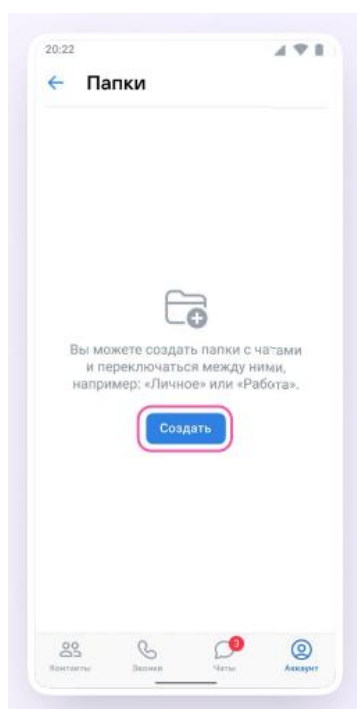 20:22
Папки
Вы можете создать папки с чатами
и переключаться между ними,
например: «Личное» или «Работа».
Создать
3
Контакты Звонки Чаты Аккаунт